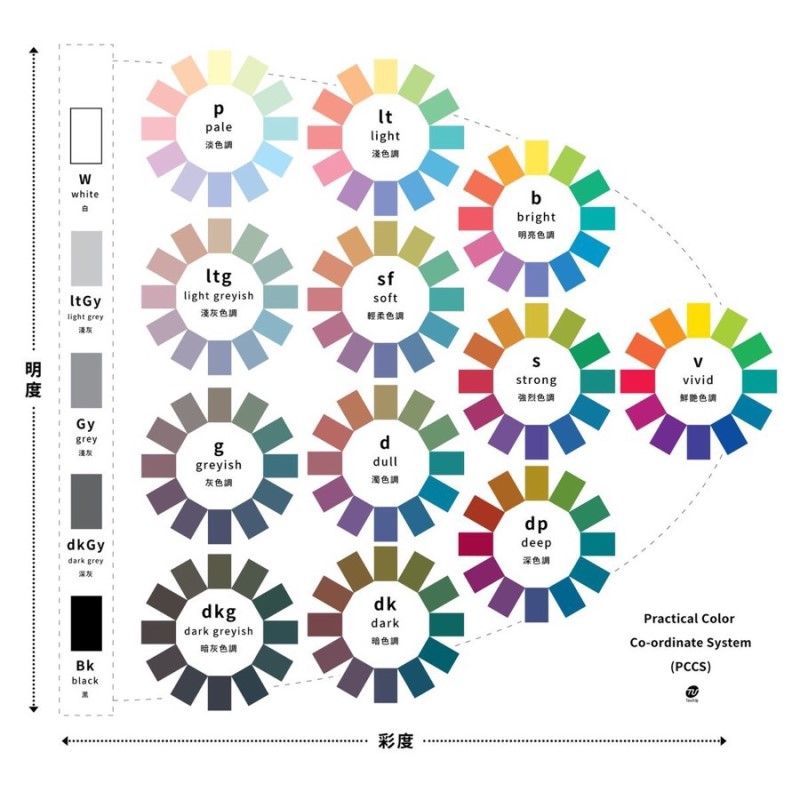 明度
W
white
白
ltGy
light grey
淺灰
Gy
grey
淺灰
dkGy
dark grey
深灰
Bk
black
黑
p
pale
淡色調
lt
light
淺色調
b
bright
明亮色調
ltg
light greyish
淺灰色調
sf
soft
輕柔色調
s
strong
強烈色調
v
vivid
鮮艷色調
g
greyish
灰色調
d
dull
濁色調
dp
deep
深色調
dkg
dark greyish
暗灰色調
dk
dark
暗色調
Practical Color
Co-ordinate System
(PCCS)
彩度